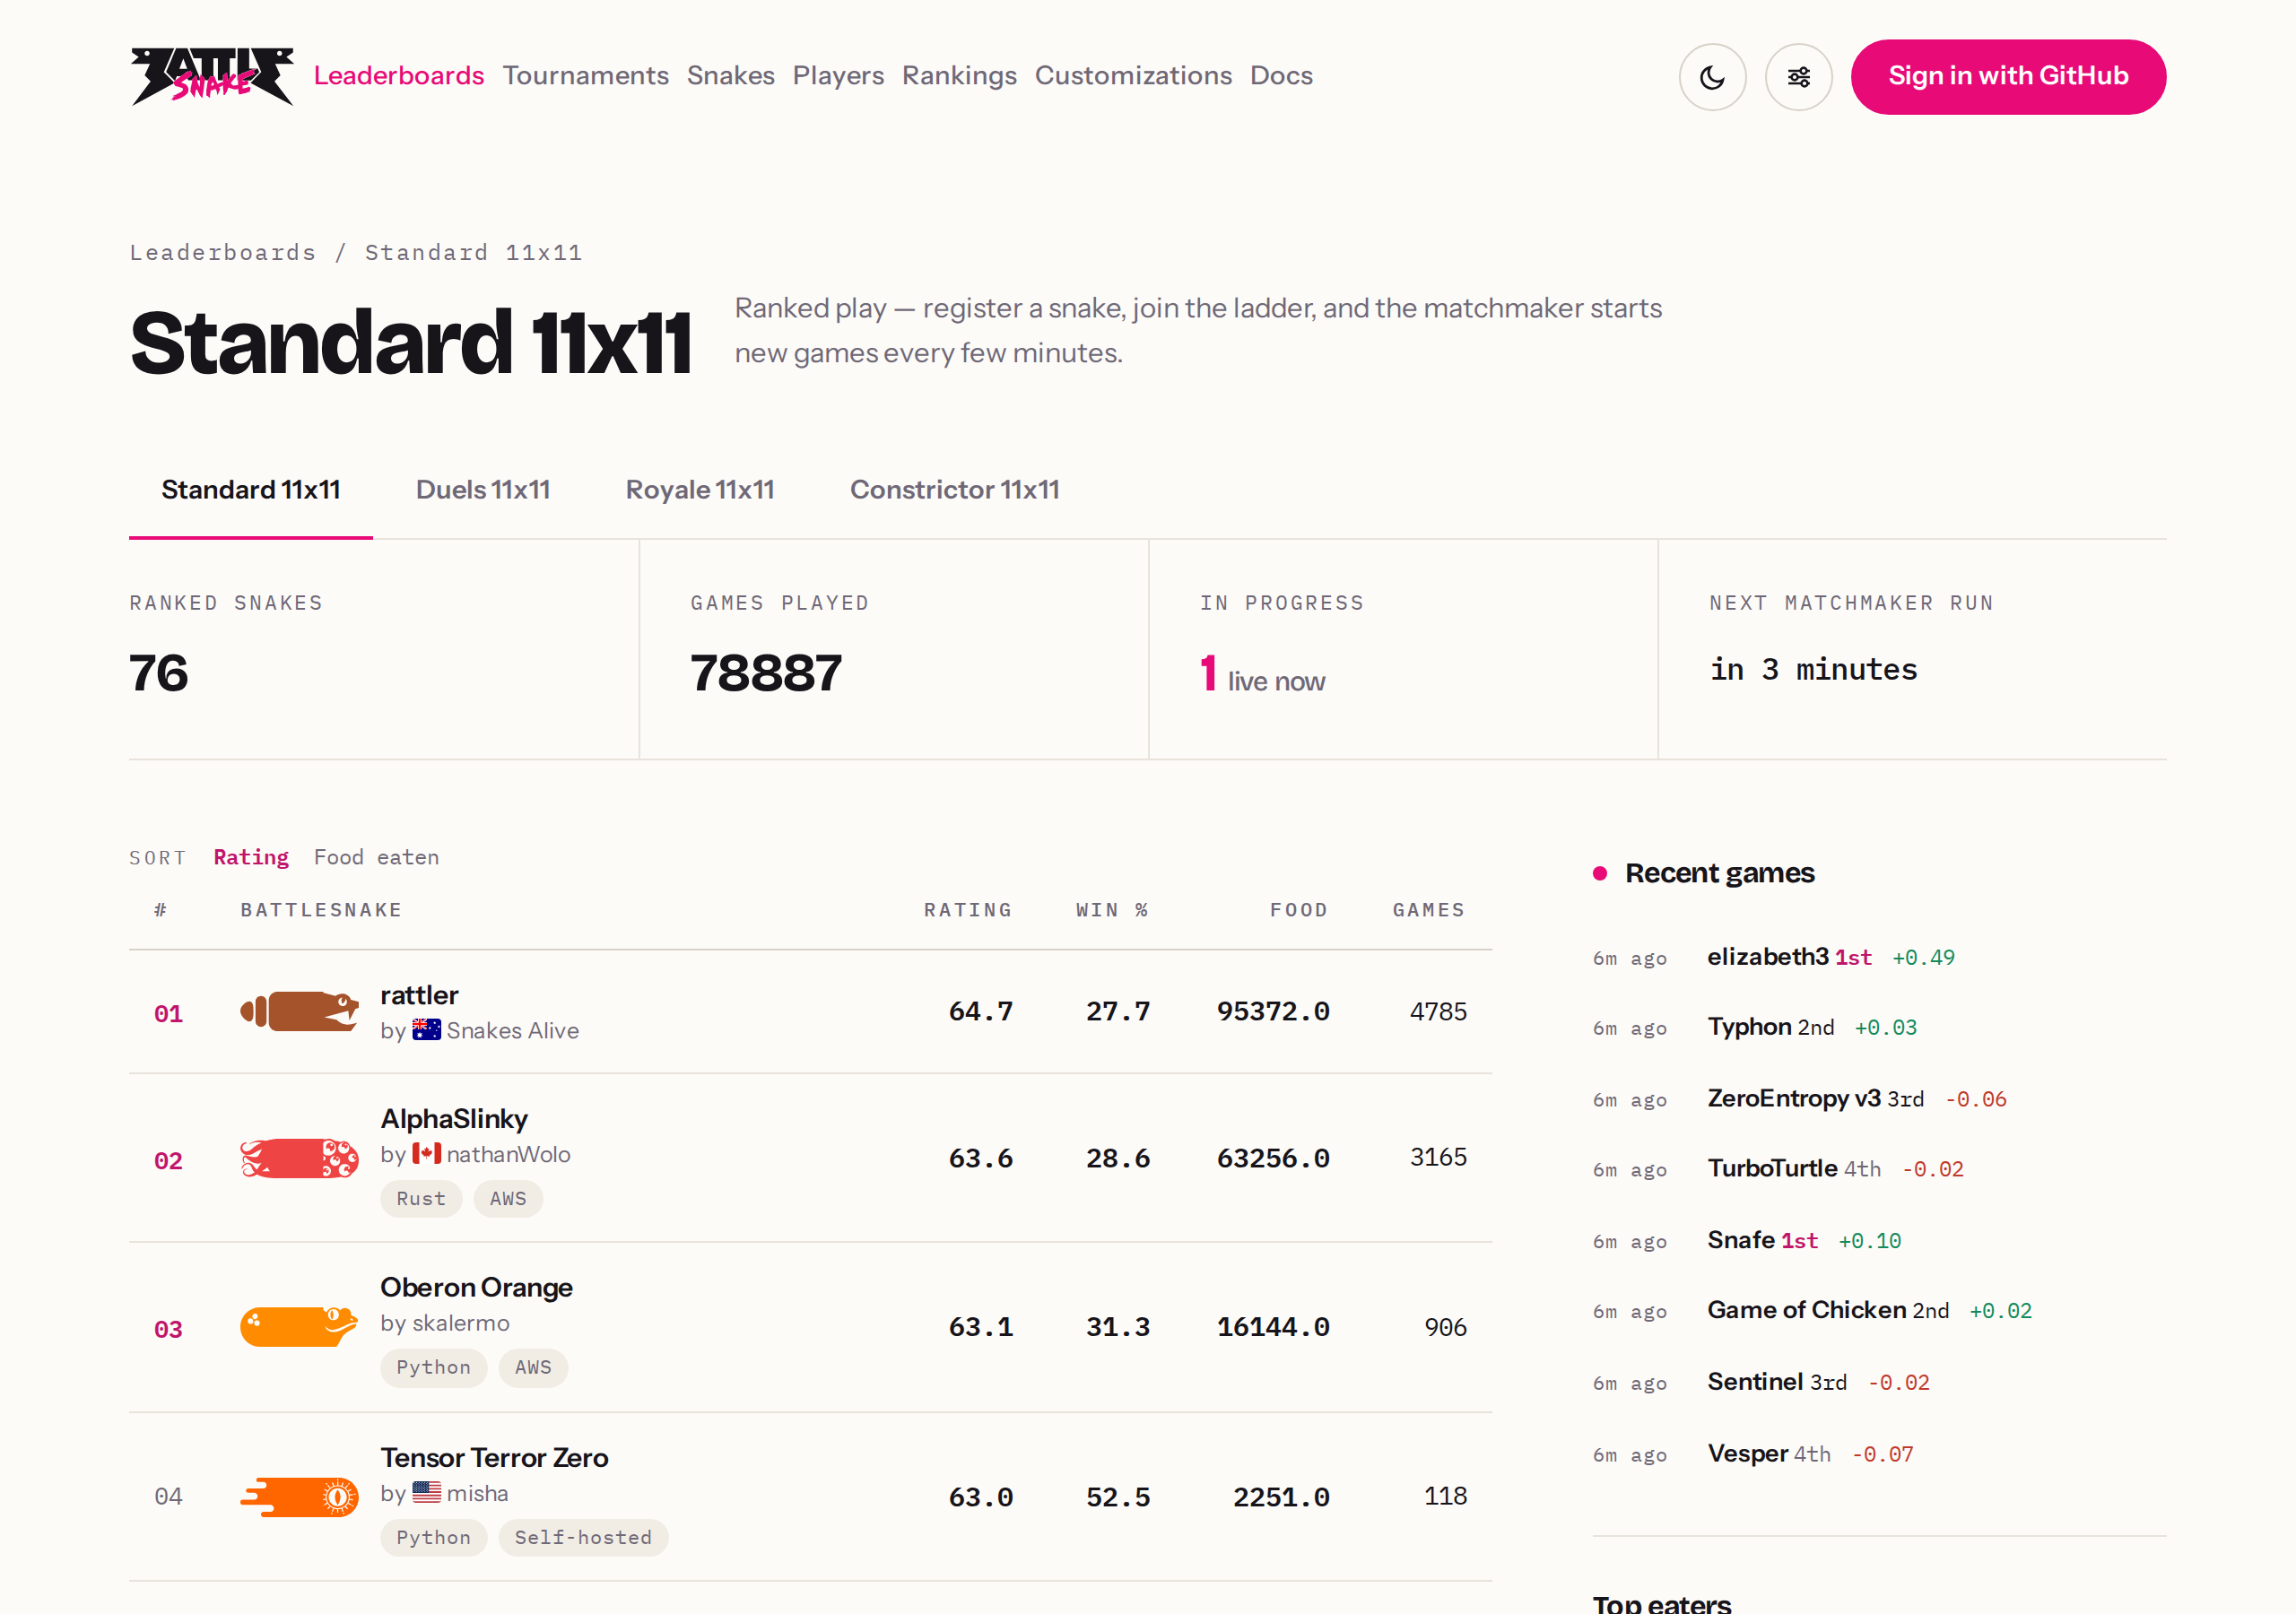 BATTLE SNAKE
Leaderboards Tournaments Snakes Players Rankings Customizations Docs
Sign in with GitHub
Leaderboards / Standard 11x11
Standard 11x11
Ranked play — register a snake, join the ladder, and the matchmaker starts
new games every few minutes.
Standard 11x11 Duels 11x11 Royale 11x11 Constrictor 11x11
RANKED SNAKES
76
GAMES PLAYED
78887
IN PROGRESS
1 live now
NEXT MATCHMAKER RUN
in 3 minutes
SORT Rating Food eaten
# BATTLESNAKE RATING WIN % FOOD GAMES
01 rattler 64.7 27.7 95372.0 4785
by Snakes Alive
02 AlphaSlinky 63.6 28.6 63256.0 3165
by nathanWolo
Rust AWS
03 Oberon Orange 63.1 31.3 16144.0 906
by skalermo
Python AWS
04 Tensor Terror Zero 63.0 52.5 2251.0 118
by misha
Python Self-hosted
Recent games
6m ago elizabeth3 1st +0.49
6m ago Typhon 2nd +0.03
6m ago ZeroEntropy v3 3rd -0.06
6m ago TurboTurtle 4th -0.02
6m ago Snafe 1st +0.10
6m ago Game of Chicken 2nd +0.02
6m ago Sentinel 3rd -0.02
6m ago Vesper 4th -0.07
Top eaters